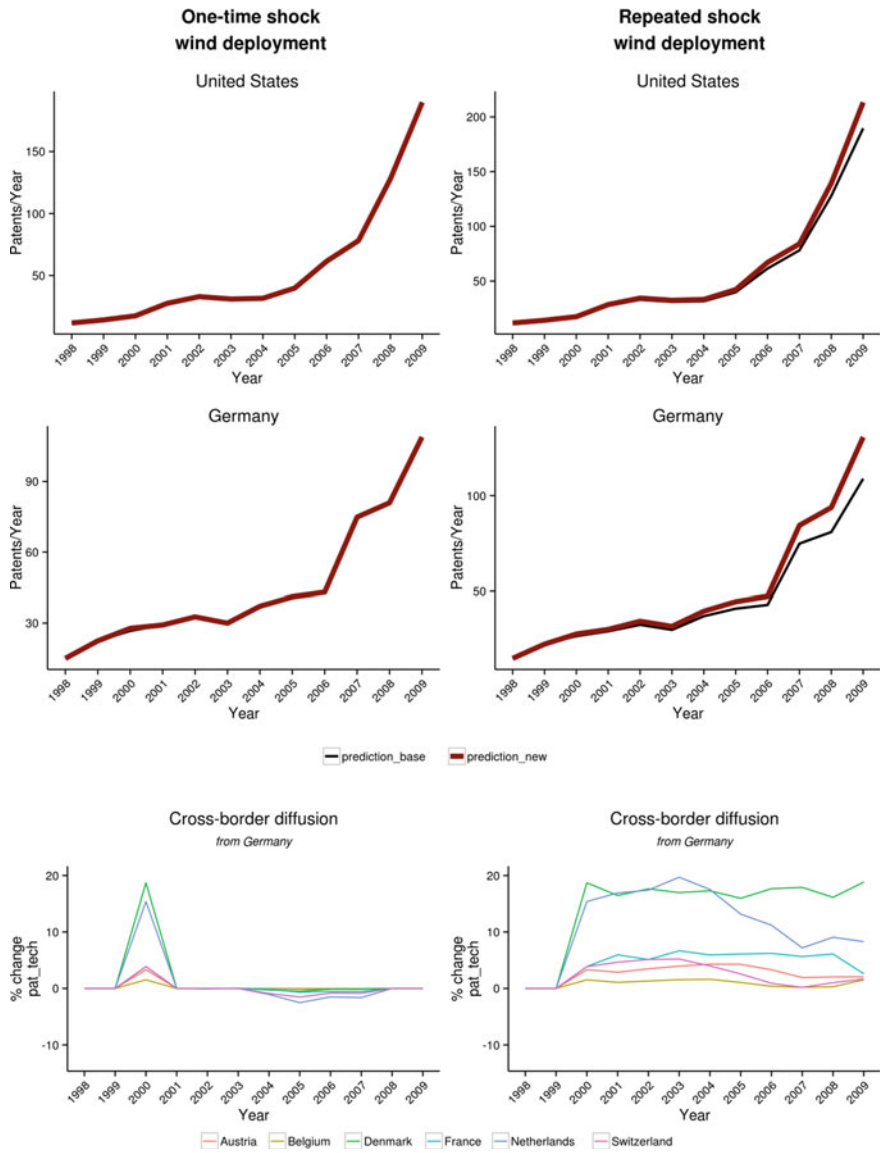 One-time shock
wind deployment
Repeated shock
wind deployment
United States
Patents/Year
150
100
50
1998 1999 2000 2001 2002 2003 2004 2005 2006 2007 2008 2009
Year
United States
Patents/Year
200
150
100
50
1998 1999 2000 2001 2002 2003 2004 2005 2006 2007 2008 2009
Year
Germany
Patents/Year
90
60
30
1998 1999 2000 2001 2002 2003 2004 2005 2006 2007 2008 2009
Year
Germany
Patents/Year
100
50
1998 1999 2000 2001 2002 2003 2004 2005 2006 2007 2008 2009
Year
prediction_base prediction_new
Cross-border diffusion
from Germany
% change
pat_tech
20
10
0
-10
1998 1999 2000 2001 2002 2003 2004 2005 2006 2007 2008 2009
Year
Cross-border diffusion
from Germany
% change
pat_tech
20
10
0
-10
1998 1999 2000 2001 2002 2003 2004 2005 2006 2007 2008 2009
Year
Austria Belgium Denmark France Netherlands Switzerland